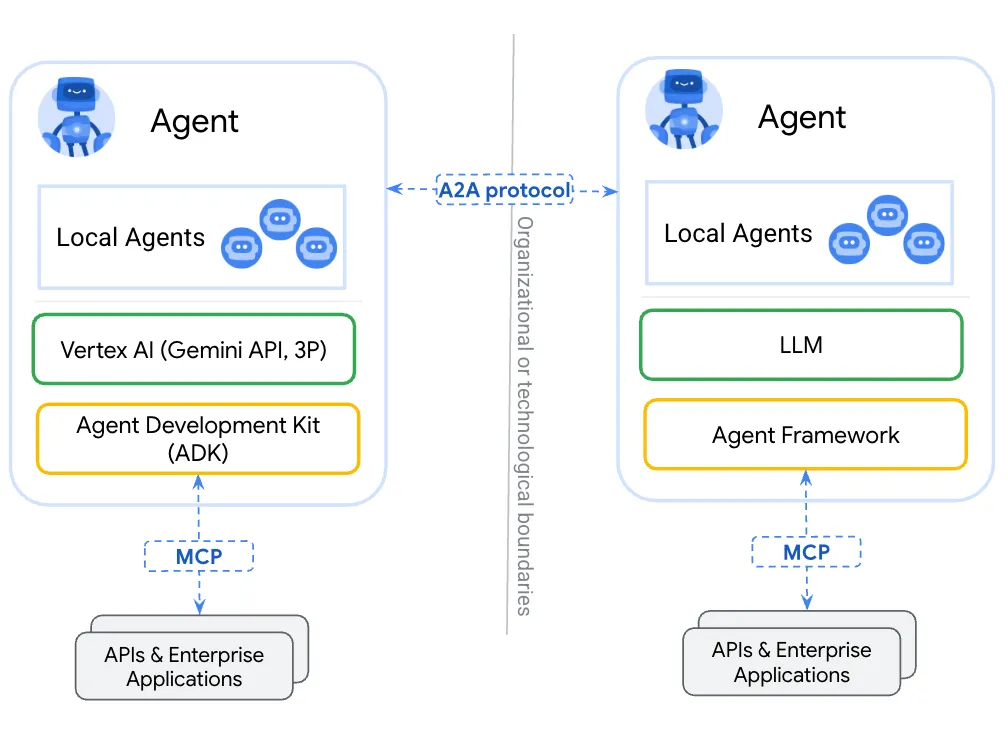 Agent
Local Agents
Vertex AI (Gemini API, 3P)
Agent Development Kit
(ADK)
MCP
APIs & Enterprise
Applications
A2A protocol
Organizational or technological boundaries
Agent
Local Agents
LLM
Agent Framework
MCP
APIs & Enterprise
Applications